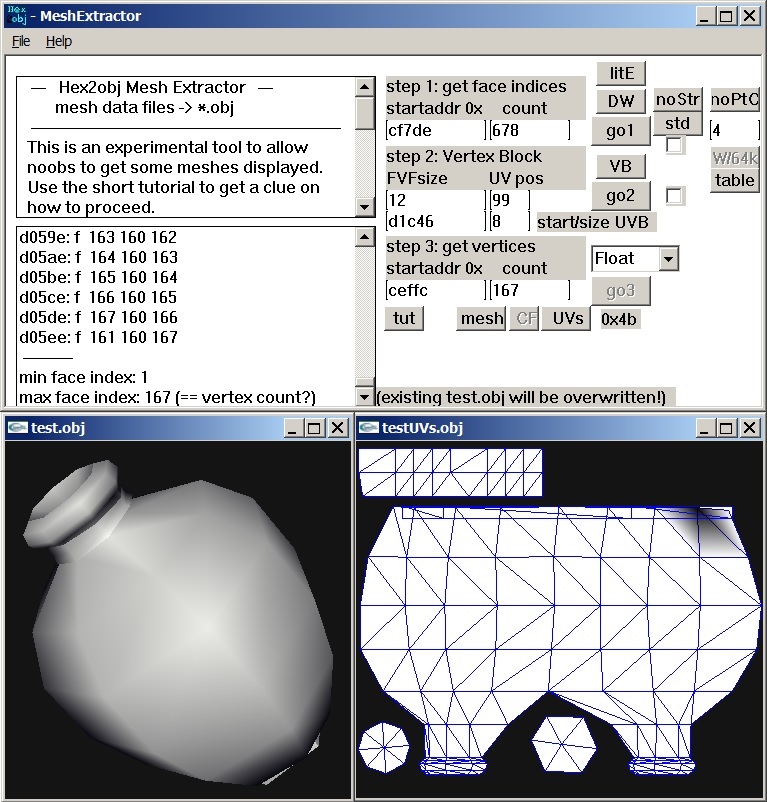 Hex
obj - MeshExtractor
File Help
— Hex2obj Mesh Extractor —
mesh data files -> *.obj
This is an experimental tool to allow
noobs to get some meshes displayed.
Use the short tutorial to get a clue on
how to proceed.
d059e: f 163 160 162
d05ae: f 164 160 163
d05be: f 165 160 164
d05ce: f 166 160 165
d05de: f 167 160 166
d05ee: f 161 160 167
min face index: 1
max face index: 167 (== vertex count?)
step 1: get face indices
startaddr 0x count
cf7de 678
step 2: Vertex Block
FVFsize UV pos
12 99
d1c46 8 start/size UVB
step 3: get vertices
startaddr 0x count
ceffc 167
litE
DW noStr noPtC
go1 std 4
VB W/64k
go2 table
Float
go3
tut mesh CF UVs 0x4b
(existing test.obj will be overwritten!)
test.obj
testUVs.obj